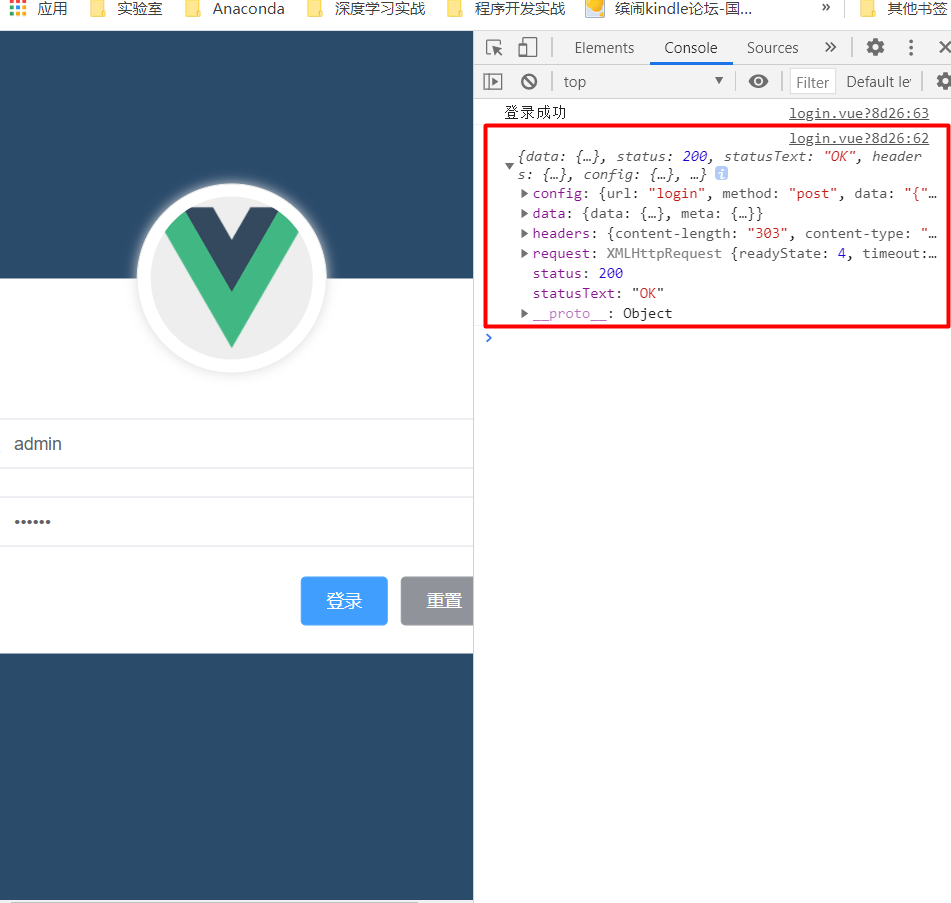 应用 实验室 Anaconda 深度学习实战 程序开发实战 缤闹kindle论坛-国... » 其他书签
Elements Console Sources »
top Filter Default le
登录成功 login.vue?8d26:63
login.vue?8d26:62
{data: {…}, status: 200, statusText: "OK", header
s: {…}, config: {…}, …}
config: {url: "login", method: "post", data: "{"…
data: {data: {…}, meta: {…}}
headers: {content-length: "303", content-type: "…
request: XMLHttpRequest {readyState: 4, timeout:…
status: 200
statusText: "OK"
__proto__: Object
admin
••••••
登录 重置